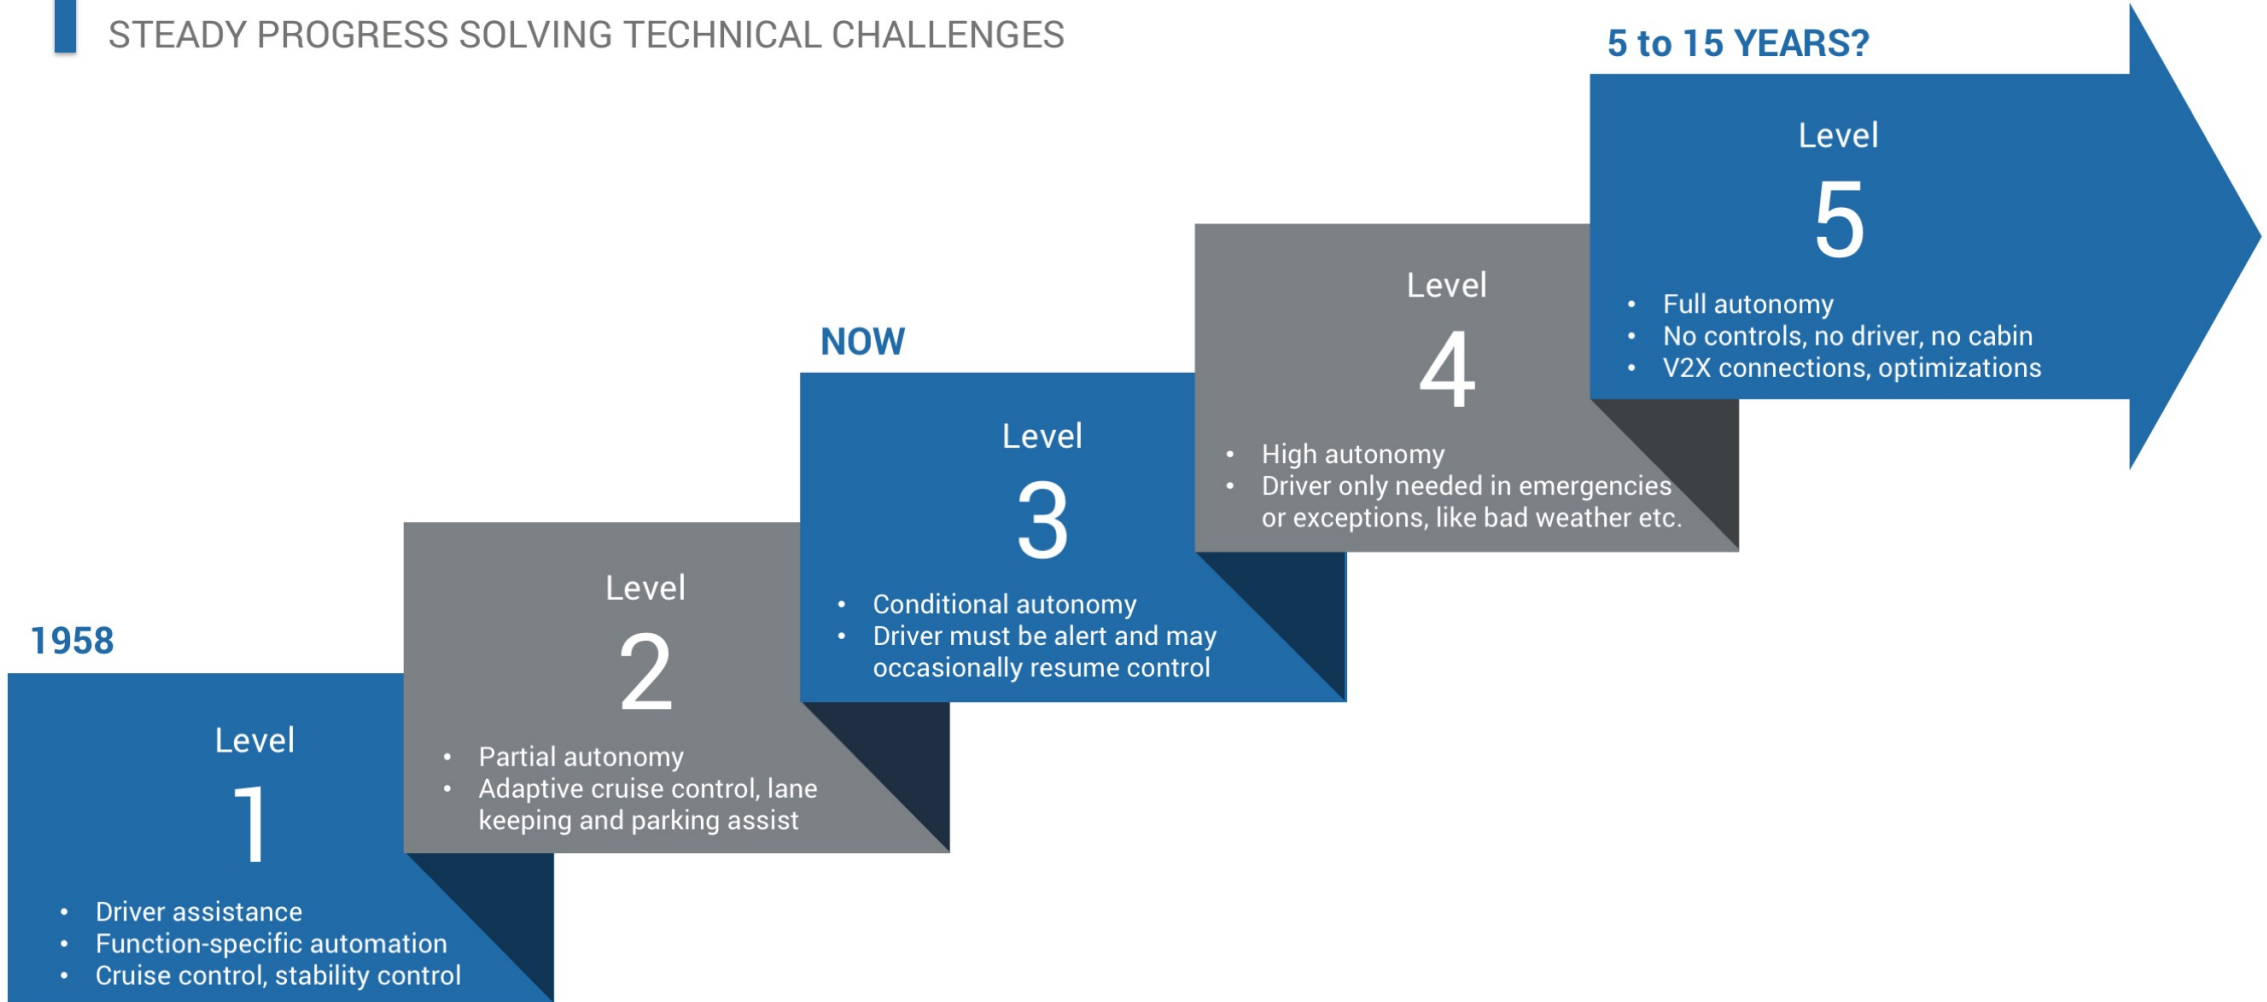 STEADY PROGRESS SOLVING TECHNICAL CHALLENGES
1958
Level
1
• Driver assistance
• Function-specific automation
• Cruise control, stability control
Level
2
• Partial autonomy
• Adaptive cruise control, lane
keeping and parking assist
NOW
Level
3
• Conditional autonomy
• Driver must be alert and may
occasionally resume control
Level
4
• High autonomy
• Driver only needed in emergencies
or exceptions, like bad weather etc.
5 to 15 YEARS?
Level
5
• Full autonomy
• No controls, no driver, no cabin
• V2X connections, optimizations